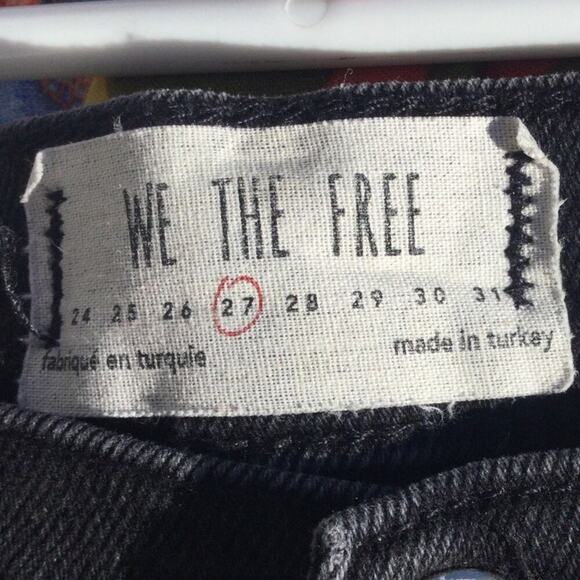 WE THE FREE
24 25 26 27 28 29 30 31
fabriqué en turquie
made in turkey